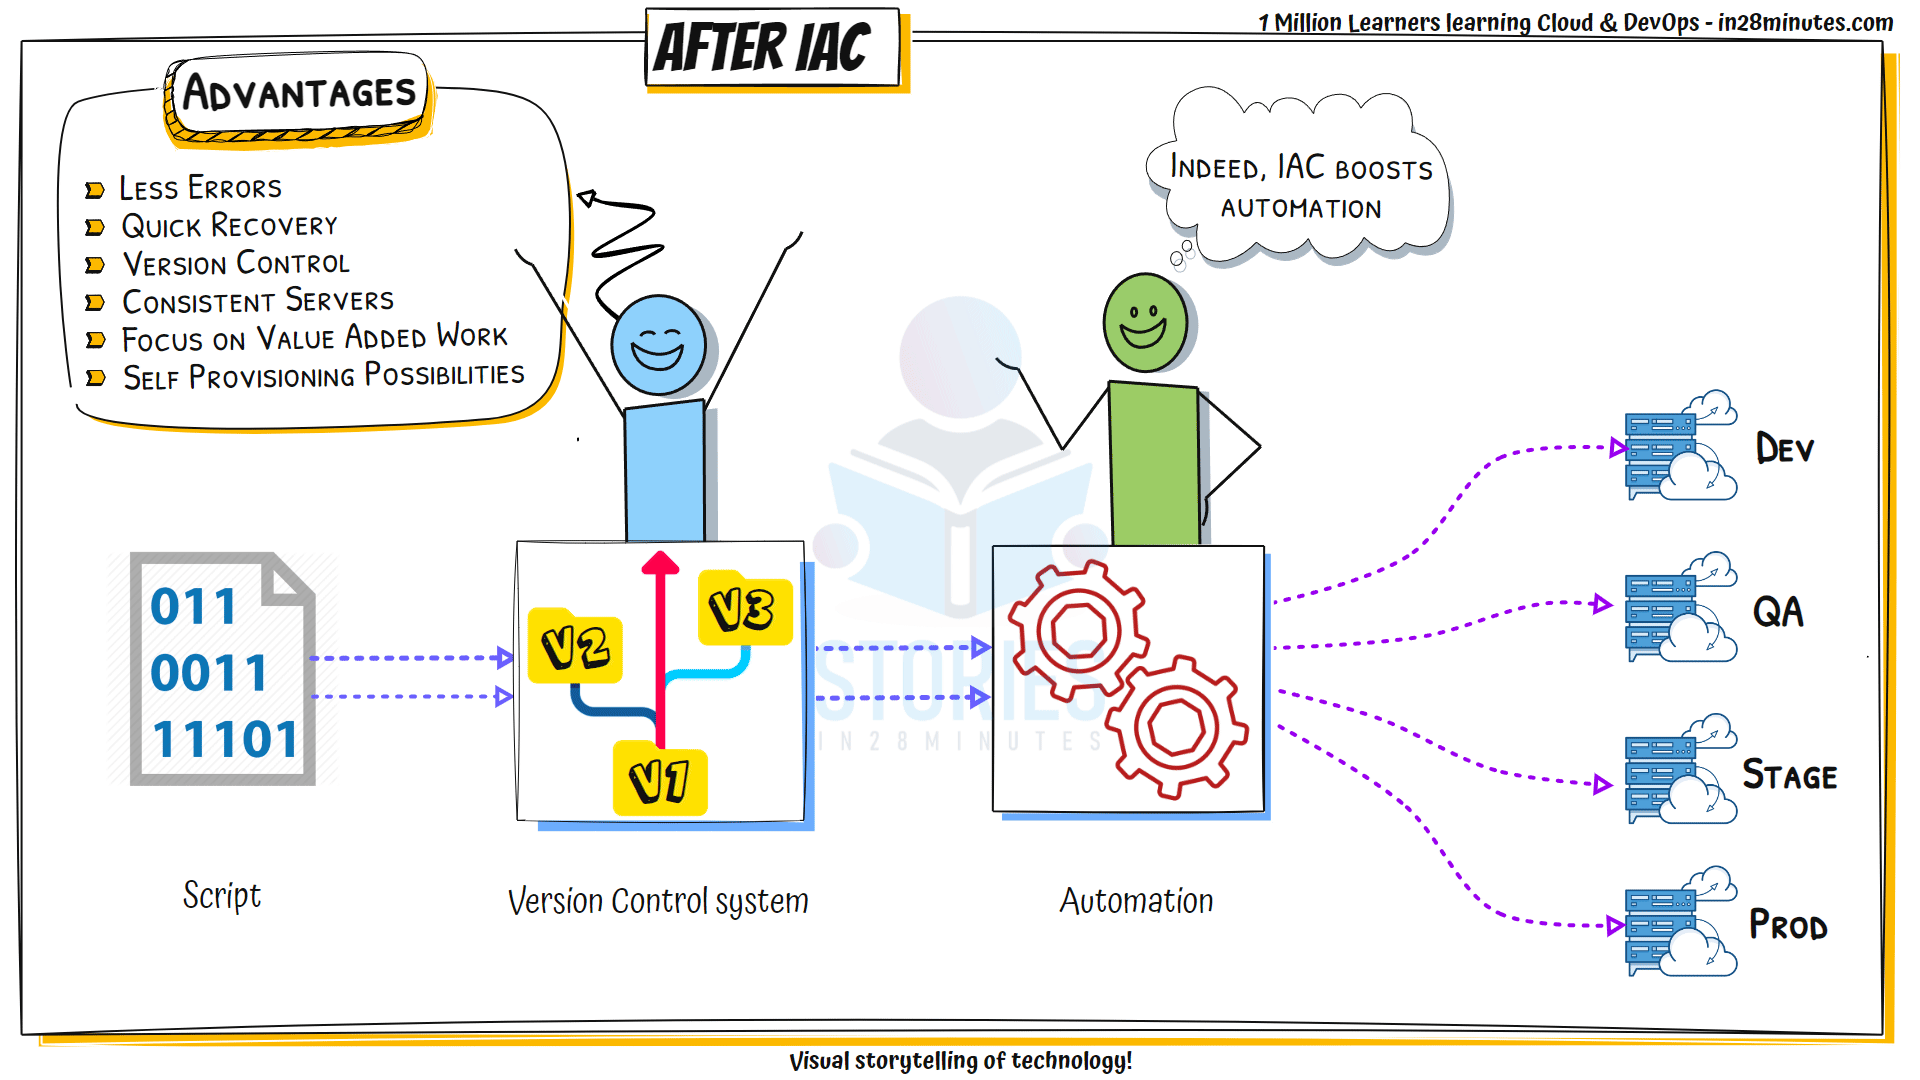 1 Million Learners learning Cloud & DevOps - in28minutes.com
AFTER IAC
ADVANTAGES
LESS ERRORS
QUICK RECOVERY
VERSION CONTROL
CONSISTENT SERVERS
FOCUS ON VALUE ADDED WORK
SELF PROVISIONING POSSIBILITIES
INDEED, IAC BOOSTS
AUTOMATION
DEV
QA
STAGE
PROD
011
0011
11101
V2
V3
V1
STORIES
IN28MINUTES
Script
Version Control system
Automation
Visual storytelling of technology!